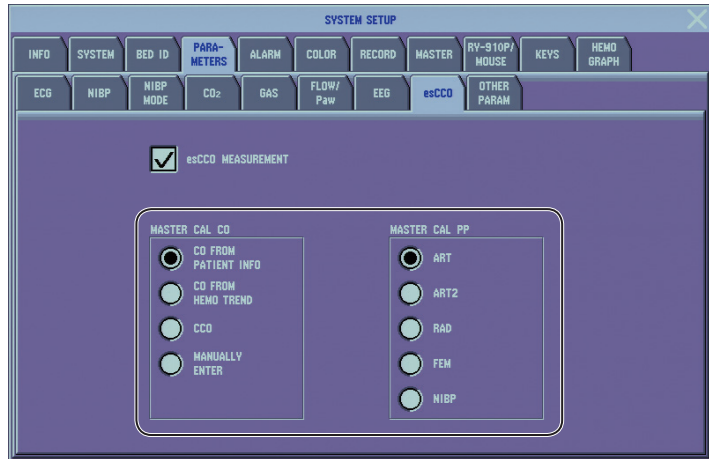 SYSTEM SETUP
INFO SYSTEM BED ID PARA-METERS ALARM COLOR RECORD MASTER RY-910P/MOUSE KEYS HEMO GRAPH
ECG NIBP NIBP MODE CO₂ GAS FLOW/Paw EEG esCCO OTHER PARAM
esCCO MEASUREMENT
MASTER CAL CO
CO FROM
PATIENT INFO
CO FROM
HEMO TREND
CCO
MANUALLY
ENTER
MASTER CAL PP
ART
ART2
RAD
FEM
NIBP